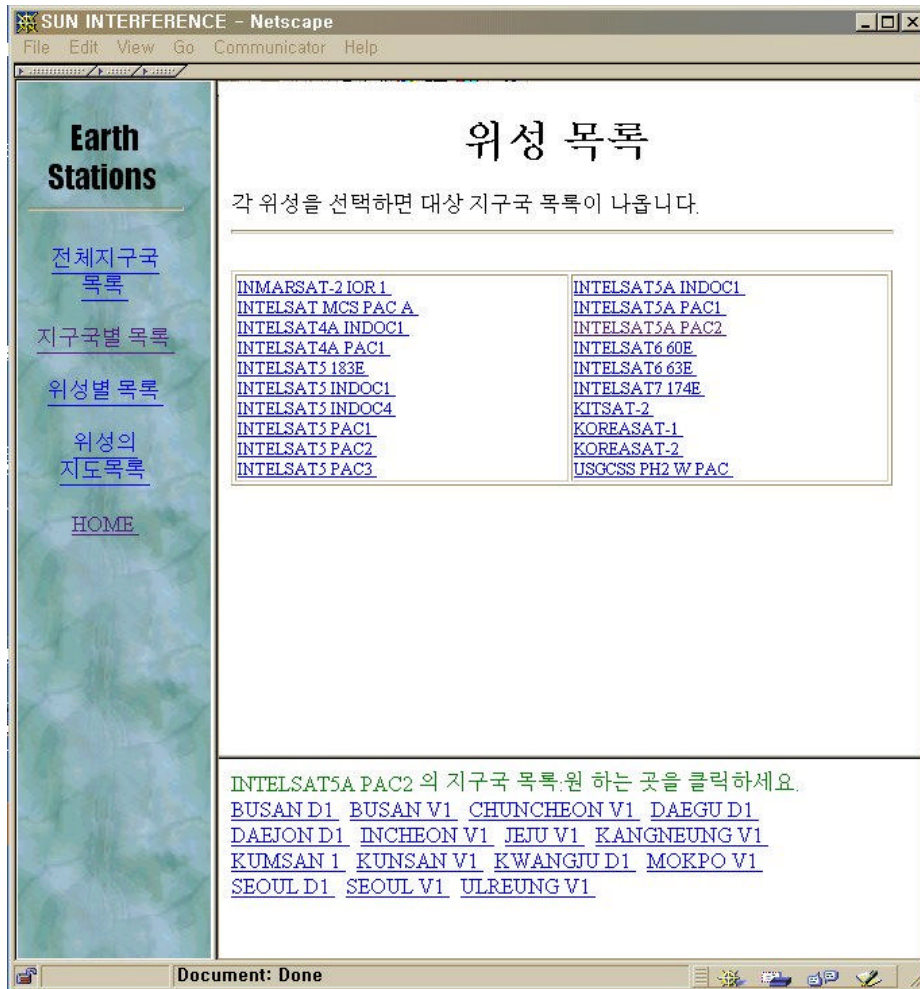 SUN INTERFERENCE - Netscape
File Edit View Go Communicator Help
Earth
Stations
전체지구국
목록
지구국별 목록
위성별 목록
위성의
지도목록
HOME
위성 목록
각 위성을 선택하면 대상 지구국 목록이 나옵니다.
INMARSAT-2 IOR 1
INTELSAT MCS PAC A
INTELSAT4A INDOC1
INTELSAT4A PAC1
INTELSAT5 183E
INTELSAT5 INDOC1
INTELSAT5 INDOC4
INTELSAT5 PAC1
INTELSAT5 PAC2
INTELSAT5 PAC3
INTELSAT5A INDOC1
INTELSAT5A PAC1
INTELSAT5A PAC2
INTELSAT6 60E
INTELSAT6 63E
INTELSAT7 174E
KITSAT-2
KOREASAT-1
KOREASAT-2
USGCSS PH2 W PAC
INTELSAT5A PAC2 의 지구국 목록:원 하는 곳을 클릭하세요.
BUSAN D1 BUSAN V1 CHUNCHEON V1 DAEGU D1
DAEJON D1 INCHEON V1 JEJU V1 KANGNEUNG V1
KUMSAN 1 KUNSAN V1 KWANGJU D1 MOKPO V1
SEOUL D1 SEOUL V1 ULREUNG V1
Document: Done